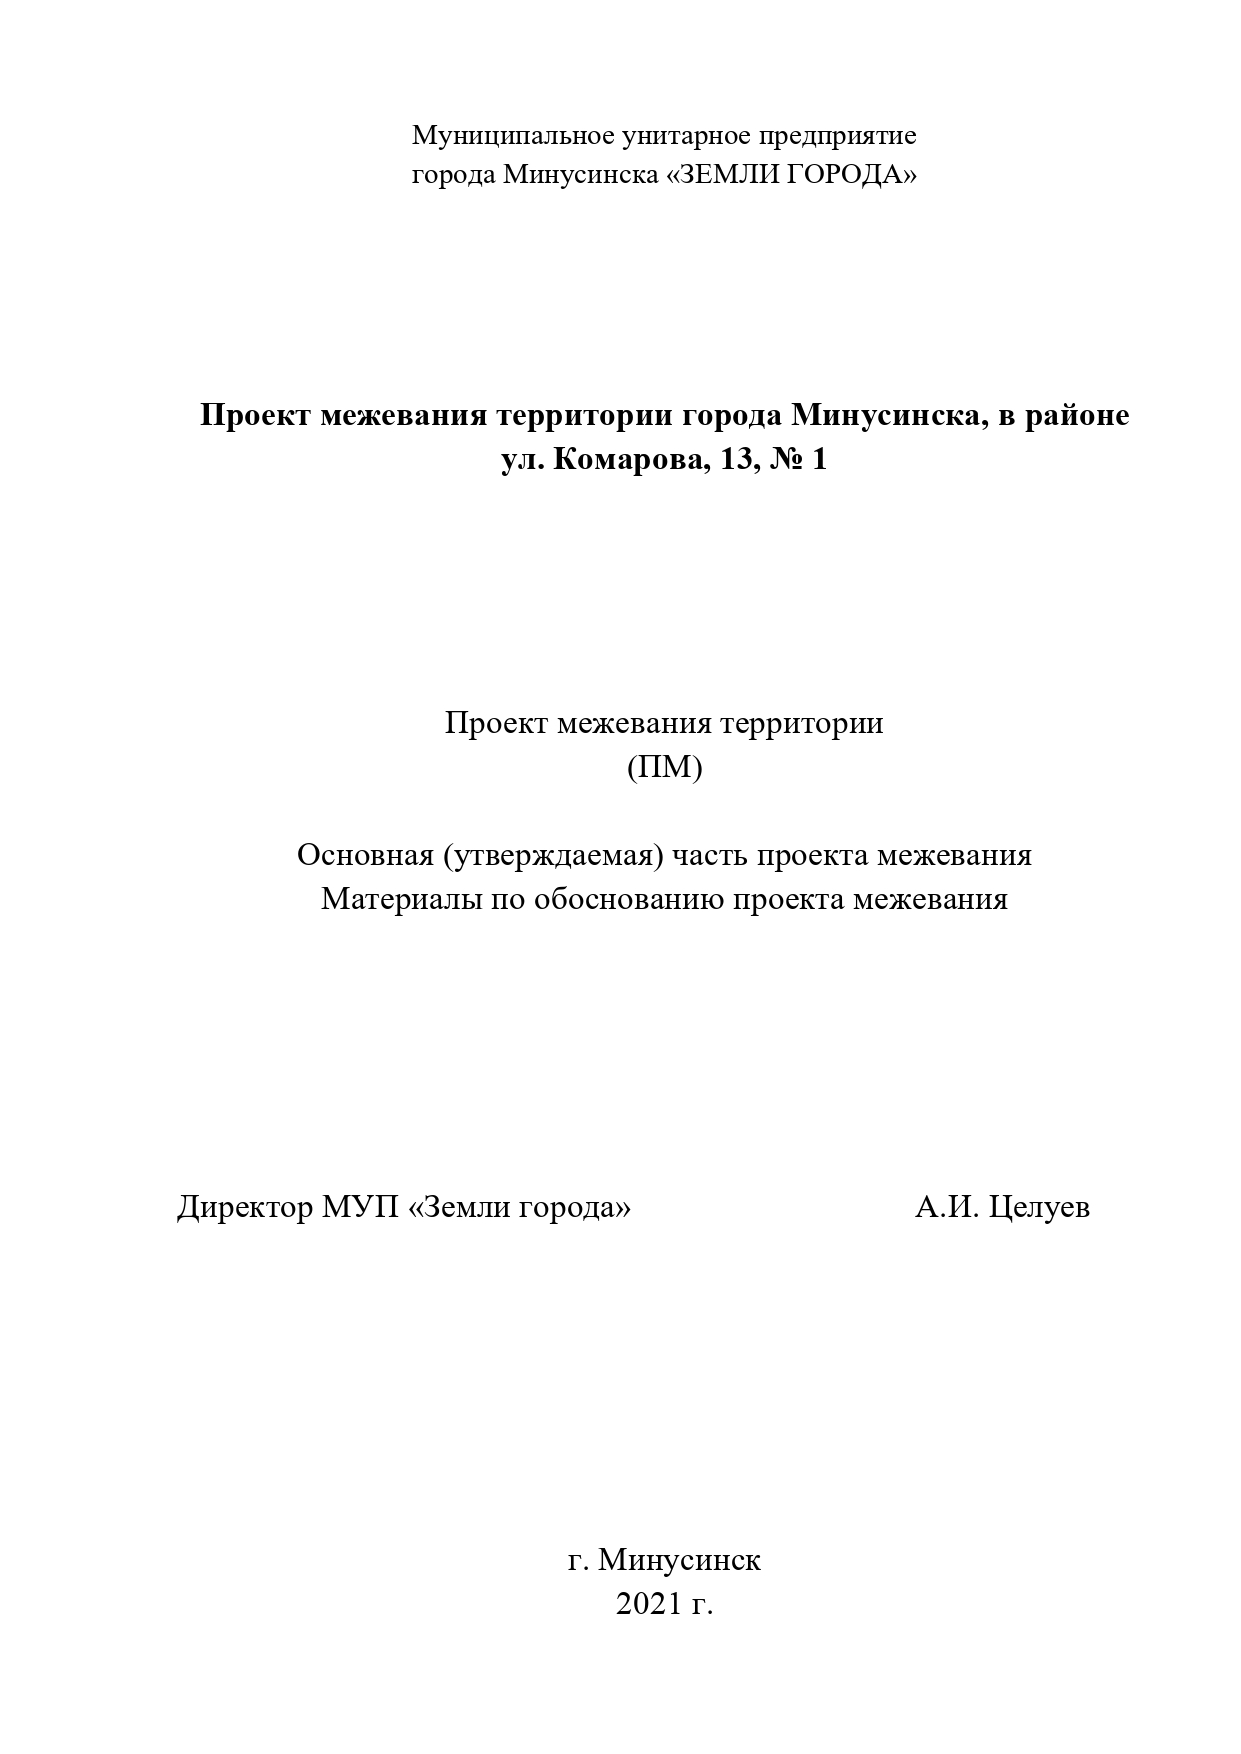 Муниципальное унитарное предприятие
города Минусинска «ЗЕМЛИ ГОРОДА»
Проект межевания территории города Минусинска, в районе
ул. Комарова, 13, № 1
Проект межевания территории
(ПМ)
Основная (утверждаемая) часть проекта межевания
Материалы по обоснованию проекта межевания
Директор МУП «Земли города» А.И. Целуев
г. Минусинск
2021 г.